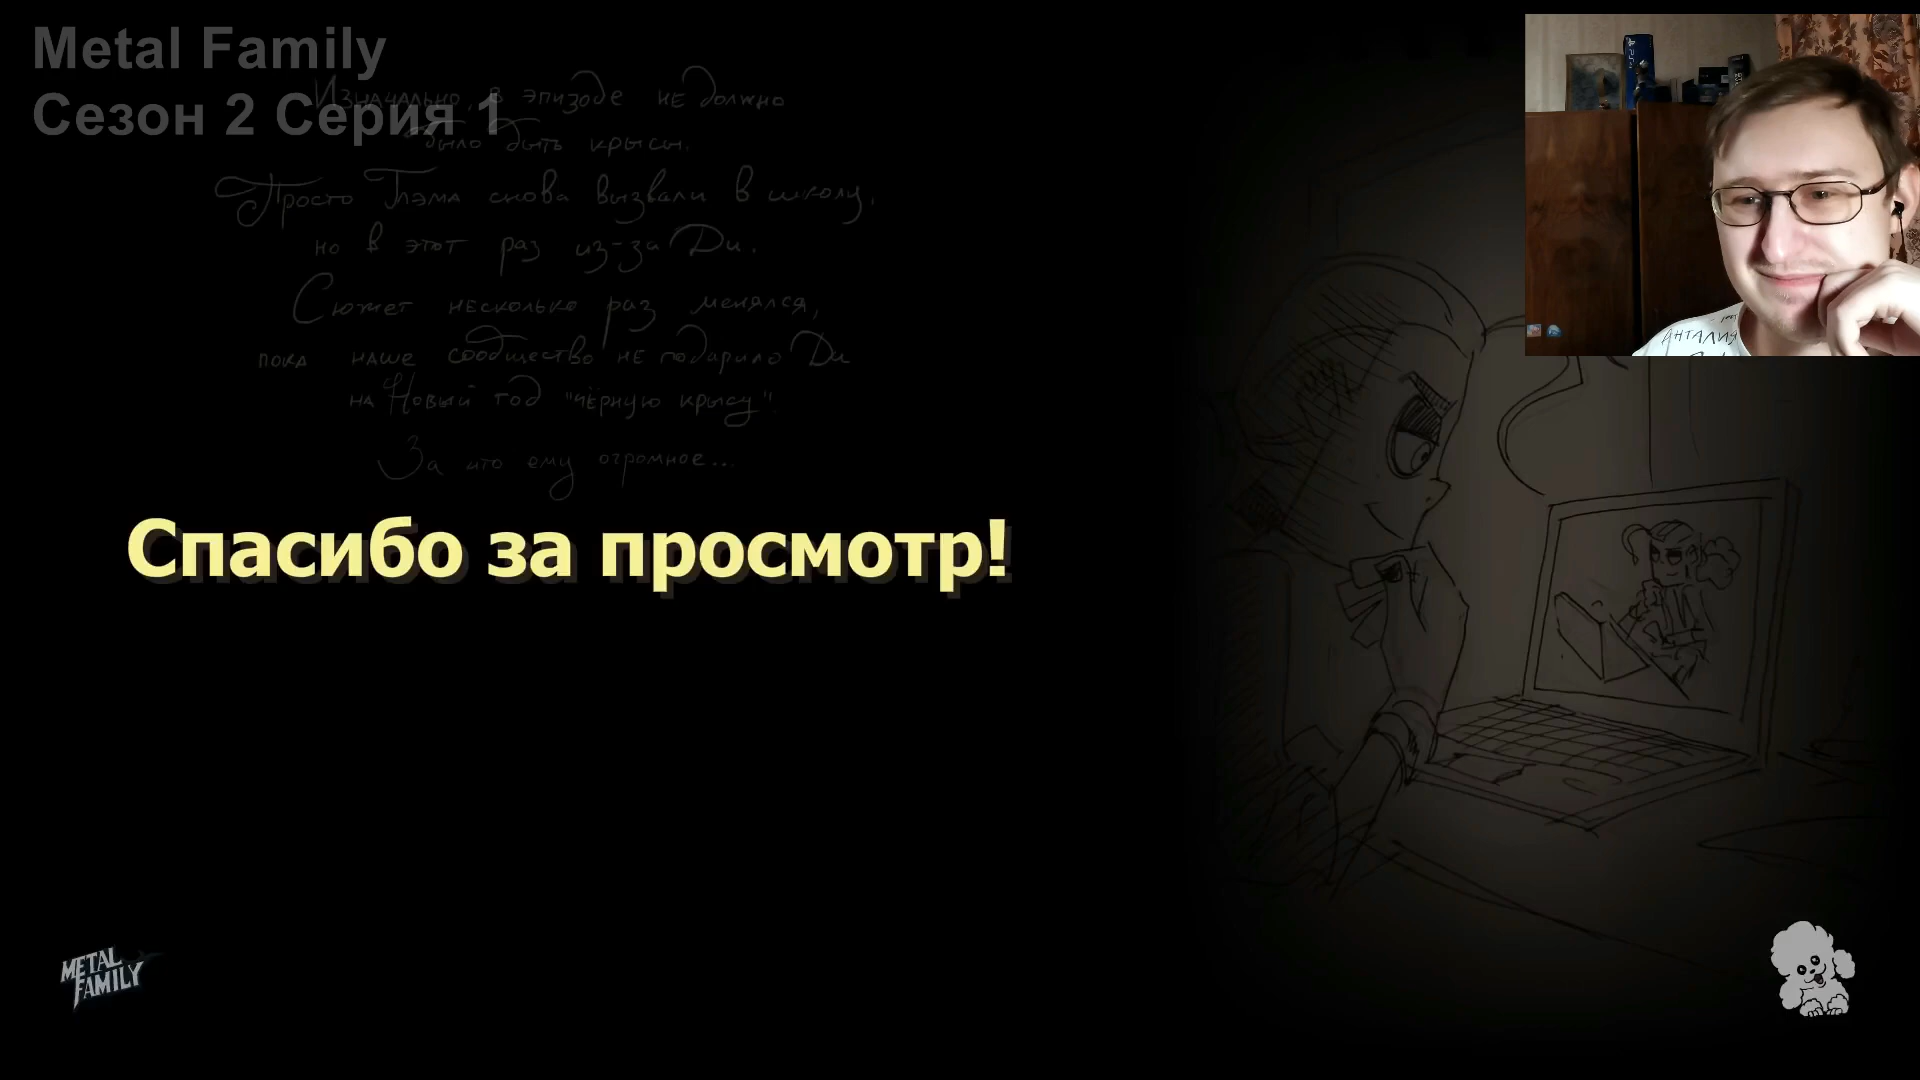 Metal Family
Сезон 2 Серия 1
Изначально, в эпизоде не должно
было быть крысы.
Просто Глэма снова вызвали в школу,
но в этот раз из-за Ди.
Сюжет несколько раз менялся,
пока наше сообщество не подарило Ди
на Новый год "чёрную крысу".
За что ему огромное...
Спасибо за просмотр!
METAL
FAMILY
PS4
АНТАЛИЯ